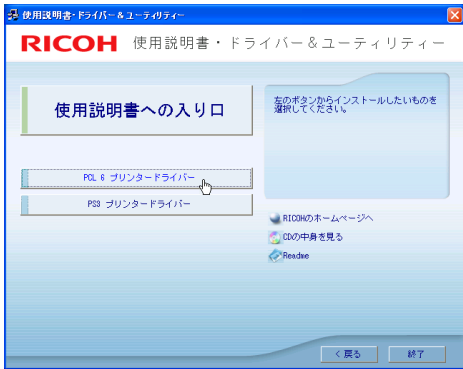 使用説明書・ドライバー＆ユーティリティー
RICOH 使用説明書・ドライバー＆ユーティリティー
使用説明書への入り口
左のボタンからインストールしたいものを
選択してください。
PCL 6 プリンタードライバー
PS3 プリンタードライバー
RICOHのホームページへ
CDの中身を見る
Readme
< 戻る
終了